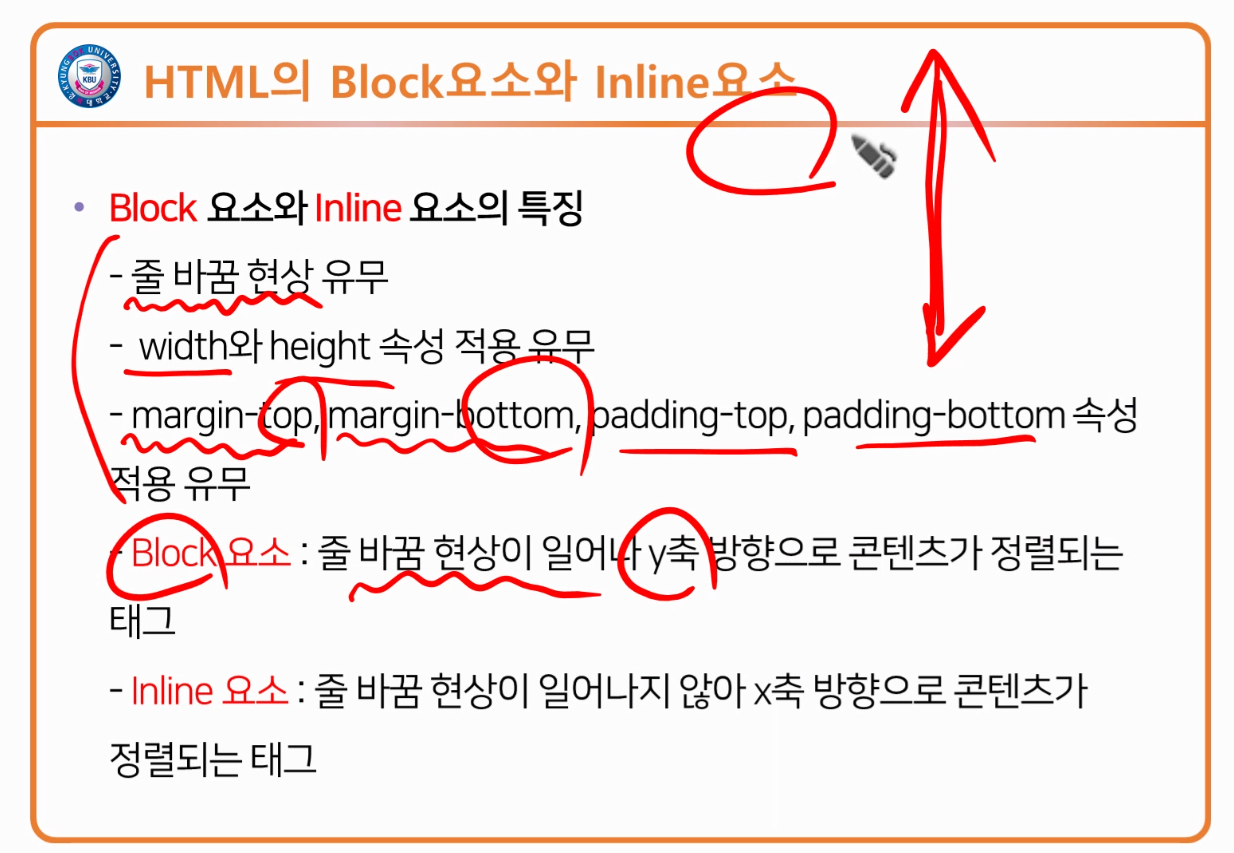 HTML의 Block요소와 Inline요소
• Block 요소와 Inline 요소의 특징
- 줄 바꿈 현상 유무
- width와 height 속성 적용 유무
- margin-top, margin-bottom, padding-top, padding-bottom 속성
적용 유무
- Block 요소 : 줄 바꿈 현상이 일어나 y축 방향으로 콘텐츠가 정렬되는
태그
- Inline 요소 : 줄 바꿈 현상이 일어나지 않아 x축 방향으로 콘텐츠가
정렬되는 태그